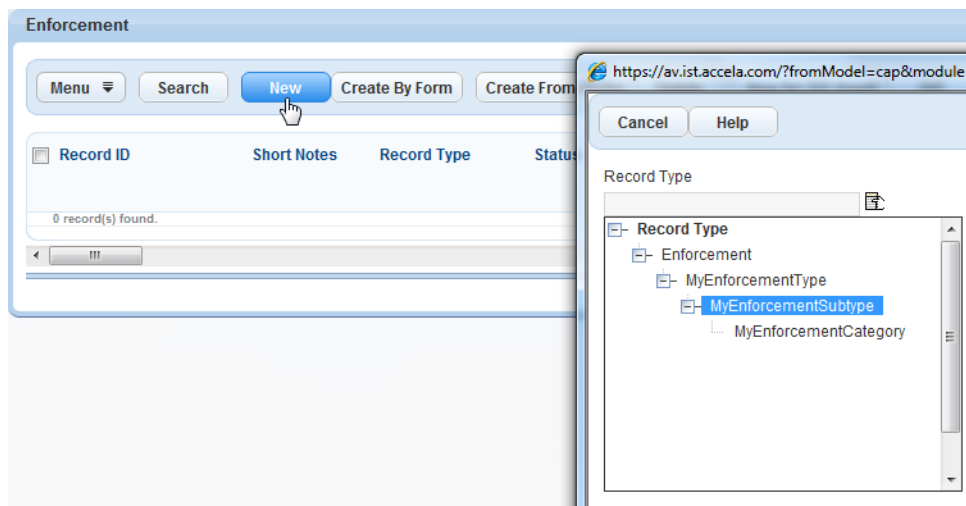 Enforcement
Menu Search New Create By Form Create From
Record ID Short Notes Record Type Status
0 record(s) found.
https://av.ist.accela.com/?fromModel=cap&module
Cancel Help
Record Type
Record Type
Enforcement
MyEnforcementType
MyEnforcementSubtype
MyEnforcementCategory